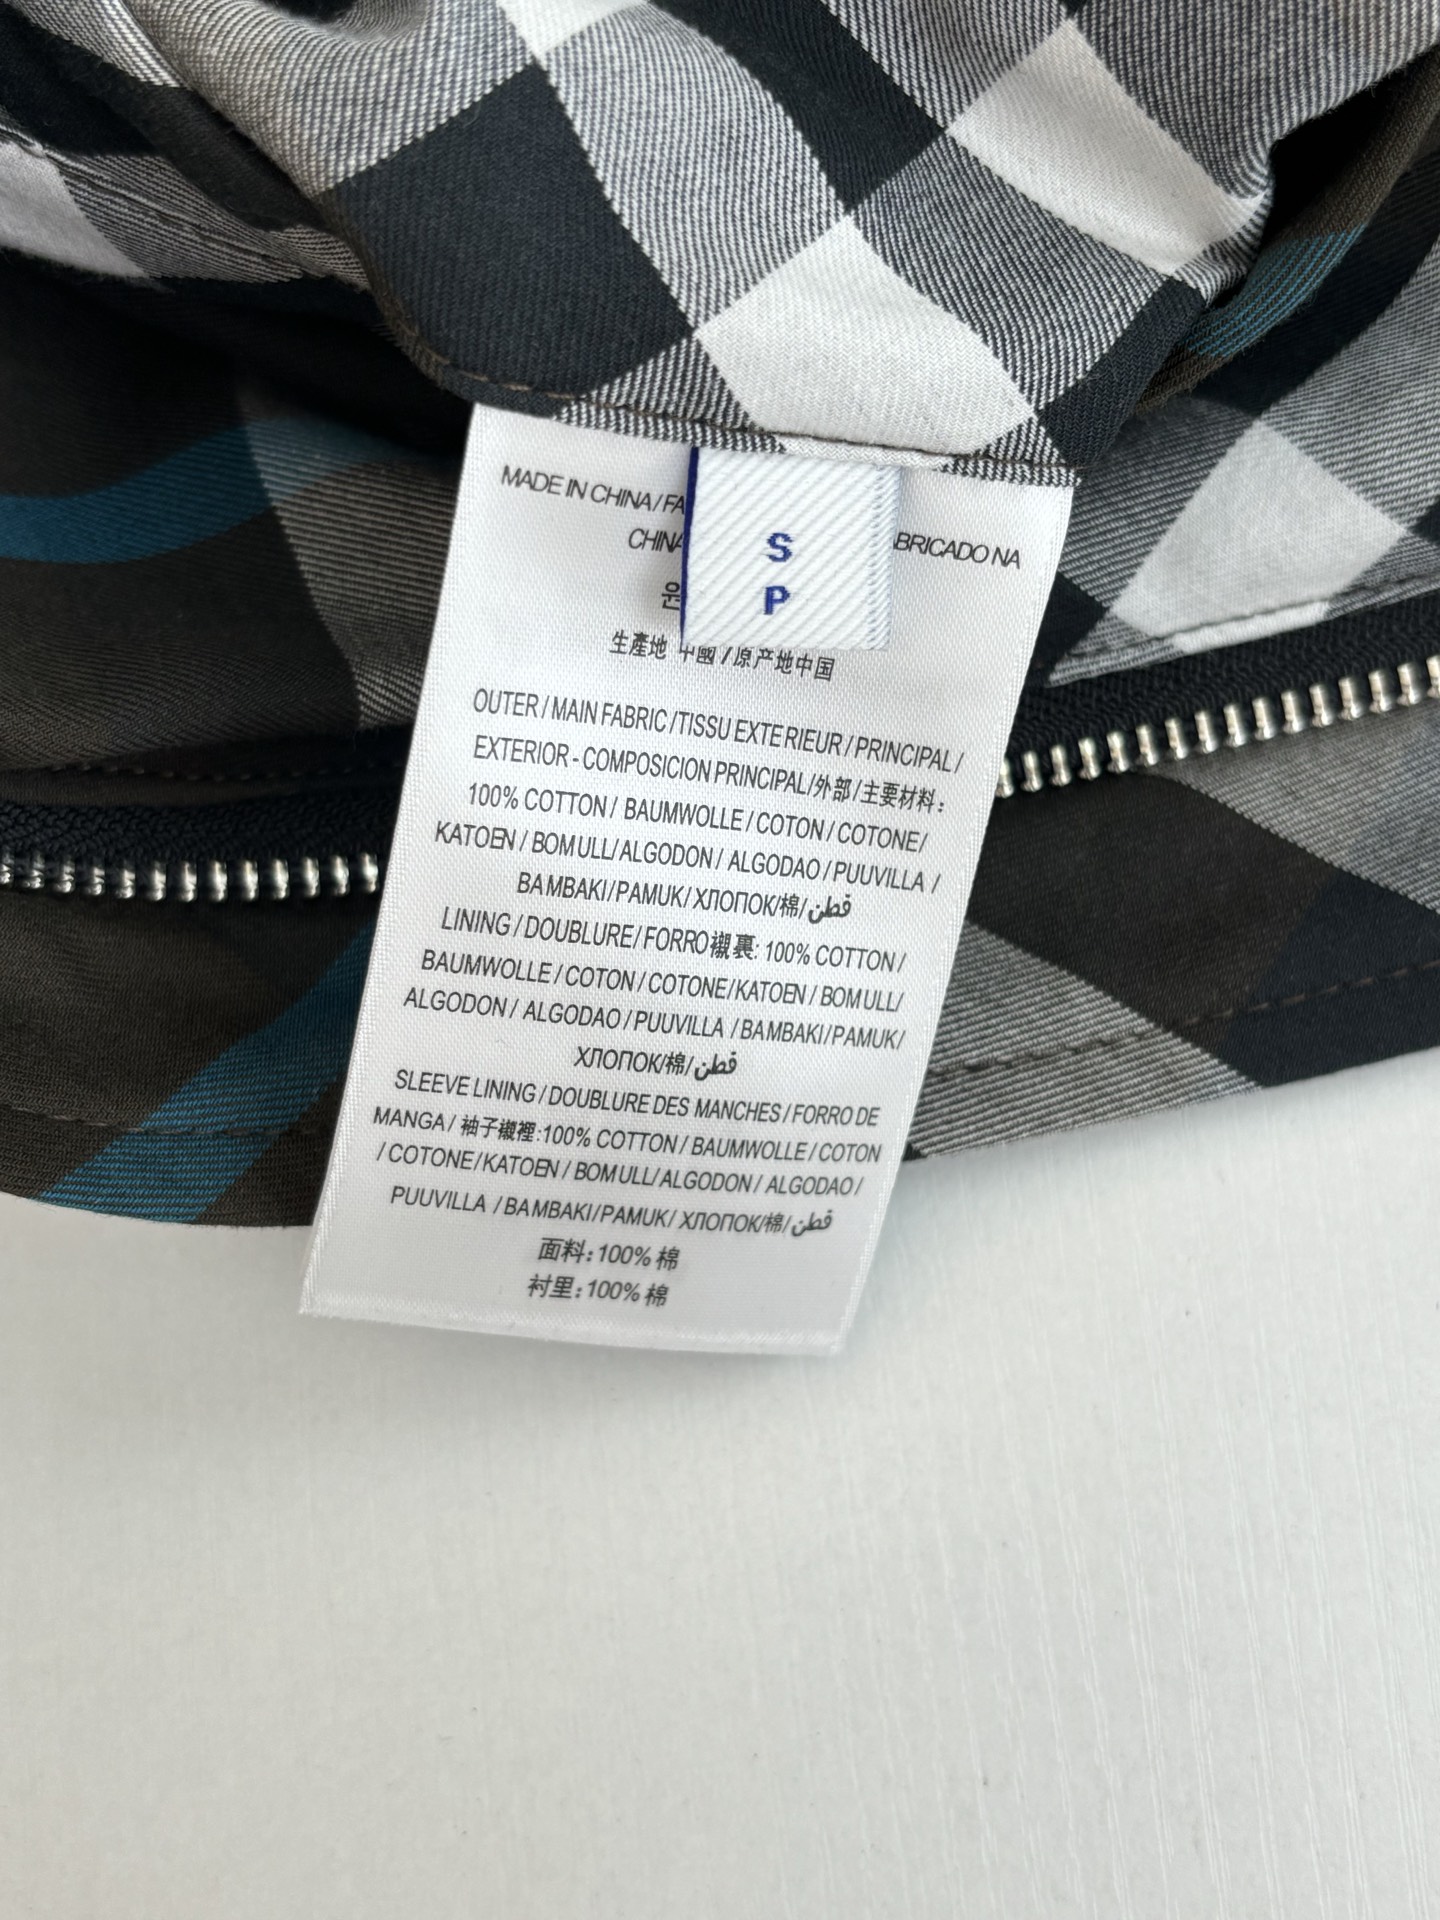 MADE IN CHINA / FA
S
P
BRICADO NA
生產地 中國 / 原产地中国
OUTER / MAIN FABRIC / TISSU EXTERIEUR / PRINCIPAL /
EXTERIOR - COMPOSICION PRINCIPAL/外部/主要材料:
100% COTTON / BAUMWOLLE / COTON / COTONE/
KATOEN / BOMULL/ ALGODON / ALGODAO / PUUVILLA /
BAMBAKI / PAMUK / ХЛОПОК/棉/قطن
LINING / DOUBLURE/ FORRO 襯裏: 100% COTTON /
BAUMWOLLE / COTON / COTONE/KATOEN / BOMULL/
ALGODON / ALGODAO / PUUVILLA / BAMBAKI/PAMUK/
ХЛОПОК/棉/قطن
SLEEVE LINING / DOUBLURE DES MANCHES / FORRO DE
MANGA / 袖子襯裡:100% COTTON / BAUMWOLLE / COTON
/ COTONE/KATOEN / BOMULL/ALGODON / ALGODAO /
PUUVILLA / BAMBAKI/PAMUK/ ХЛОПОК/棉/قطن
面料:100% 棉
衬里:100% 棉